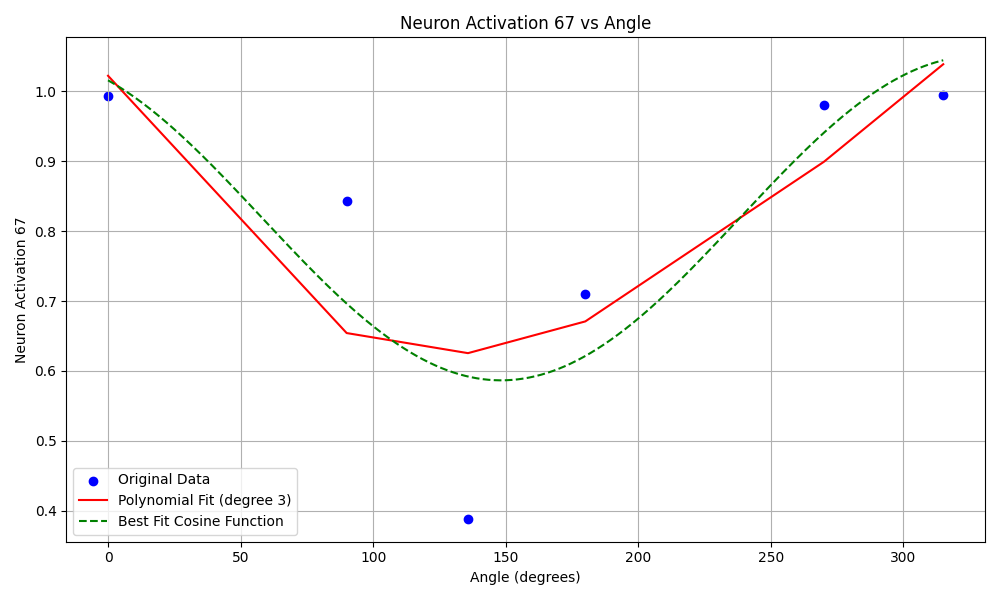 Neuron Activation 67 vs Angle
Neuron Activation 67
1.0
0.9
0.8
0.7
0.6
0.5
0.4
Original Data
Polynomial Fit (degree 3)
Best Fit Cosine Function
0 50 100 150 200 250 300
Angle (degrees)